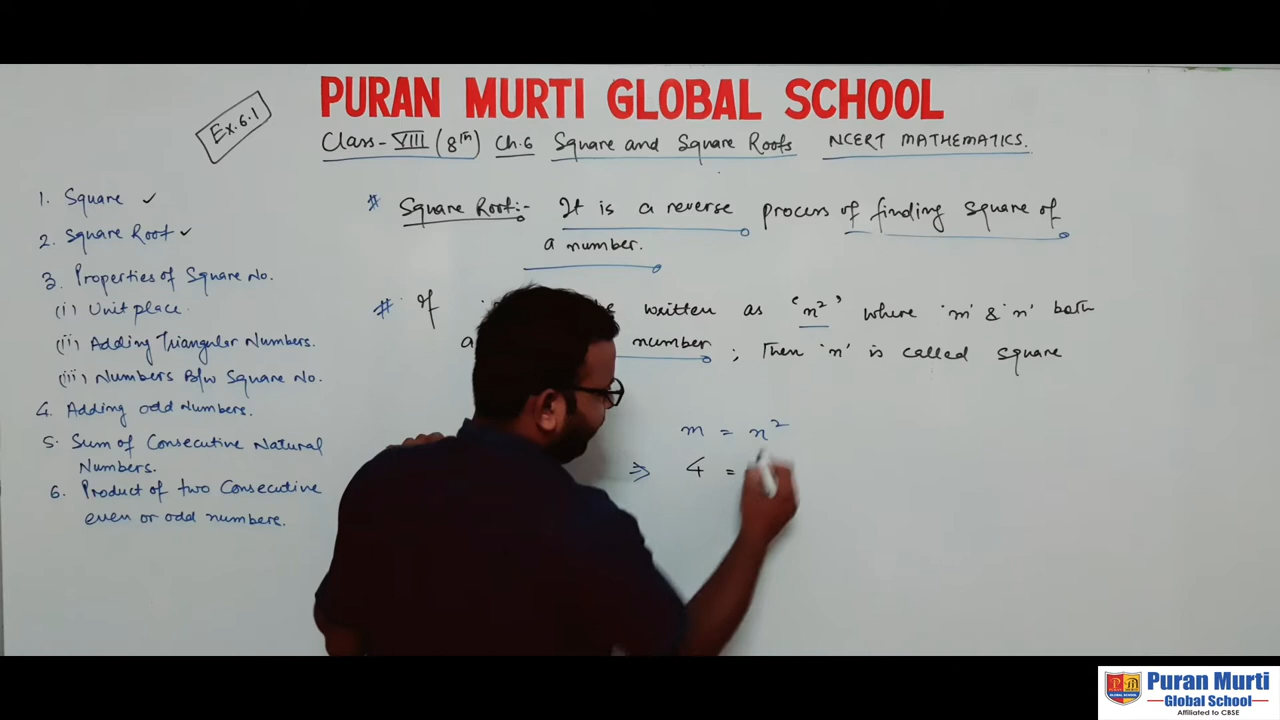 PURAN MURTI GLOBAL SCHOOL
Ex.6.1
Class-VIII (8th) Ch.6 Square and Square Roots NCERT MATHEMATICS.
1. Square ✓
2. Square Root ✓
3. Properties of Square No.
(i) Unit place.
(ii) Adding Triangular Numbers.
(iii) Numbers B/w Square No.
4. Adding odd Numbers.
5. Sum of Consecutive Natural
Numbers.
6. Product of two Consecutive
even or odd numbers.
# Square Root:- It is a reverse process of finding square of
a number.
# If written as 'n²' where 'm' & 'n' both
number ; Then 'n' is called square
m = n²
⇒ 4 =
Puran Murti
Global School
Affiliated to CBSE